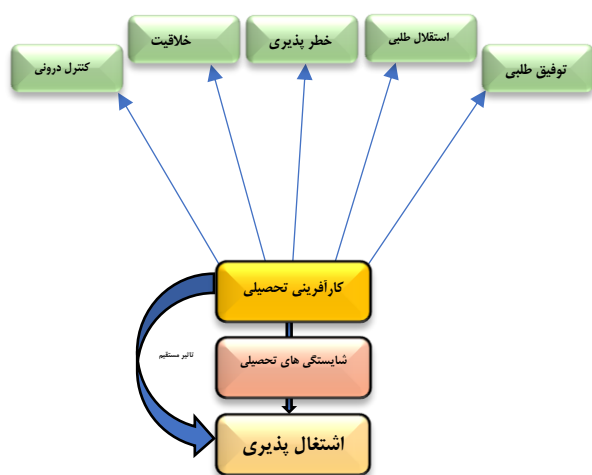 توفیق طلبی
استقلال طلبی
خطر پذیری
خلاقیت
کنترل درونی
کارآفرینی تحصیلی
تاثیر مستقیم
شایستگی های تحصیلی
اشتغال پذیری